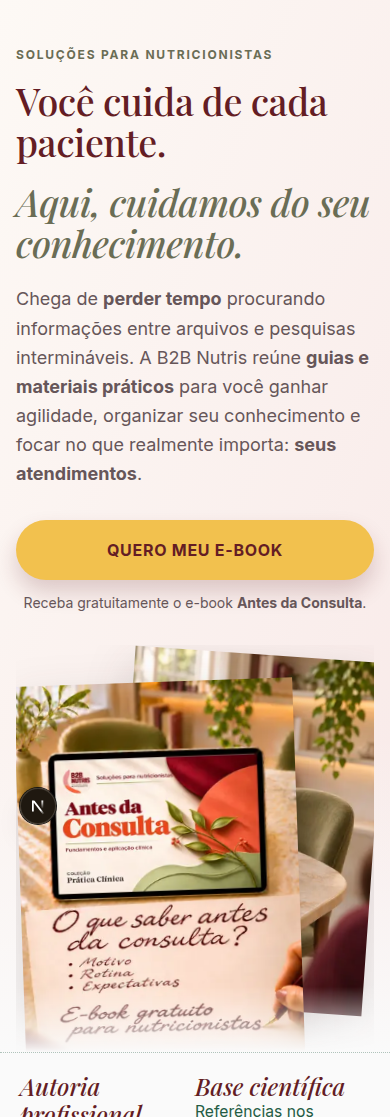 SOLUÇÕES PARA NUTRICIONISTAS
Você cuida de cada
paciente.
Aqui, cuidamos do seu
conhecimento.
Chega de perder tempo procurando
informações entre arquivos e pesquisas
intermináveis. A B2B Nutris reúne guias e
materiais práticos para você ganhar
agilidade, organizar seu conhecimento e
focar no que realmente importa: seus
atendimentos.
QUERO MEU E-BOOK
Receba gratuitamente o e-book Antes da Consulta.
B2B
NUTRIS
Soluções para nutricionistas
Antes da
Consulta
Fundamentos e aplicação clínica
COLEÇÃO
Prática Clínica
N
O que saber antes
da consulta?
• Motivo
• Rotina
• Expectativas
E-book gratuito
para nutricionistas
Autoria
profissional
Base científica
Referências nos